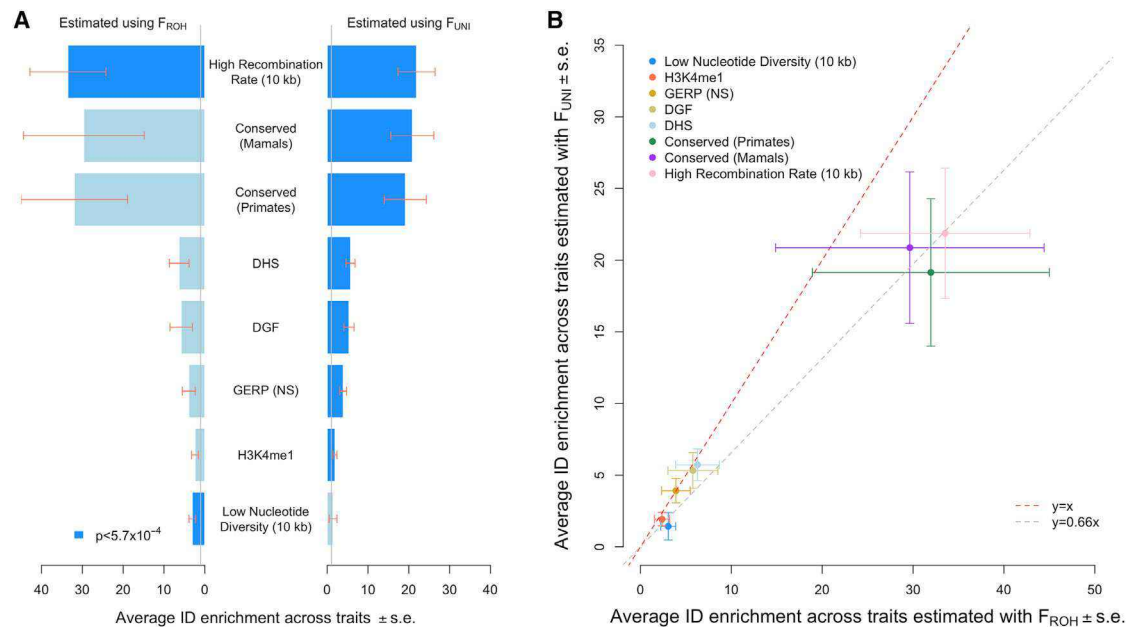 A
Estimated using FROH
Estimated using FUNI
High Recombination
Rate (10 kb)
Conserved
(Mamals)
Conserved
(Primates)
DHS
DGF
GERP (NS)
H3K4me1
Low Nucleotide
Diversity (10 kb)
p<5.7x10−4
40 30 20 10 0
0 10 20 30 40
Average ID enrichment across traits ± s.e.
B
Average ID enrichment across traits estimated with FUNI ± s.e.
35
30
25
20
15
10
5
0
Low Nucleotide Diversity (10 kb)
H3K4me1
GERP (NS)
DGF
DHS
Conserved (Primates)
Conserved (Mamals)
High Recombination Rate (10 kb)
y=x
y=0.66x
0 10 20 30 40 50
Average ID enrichment across traits estimated with FROH ± s.e.